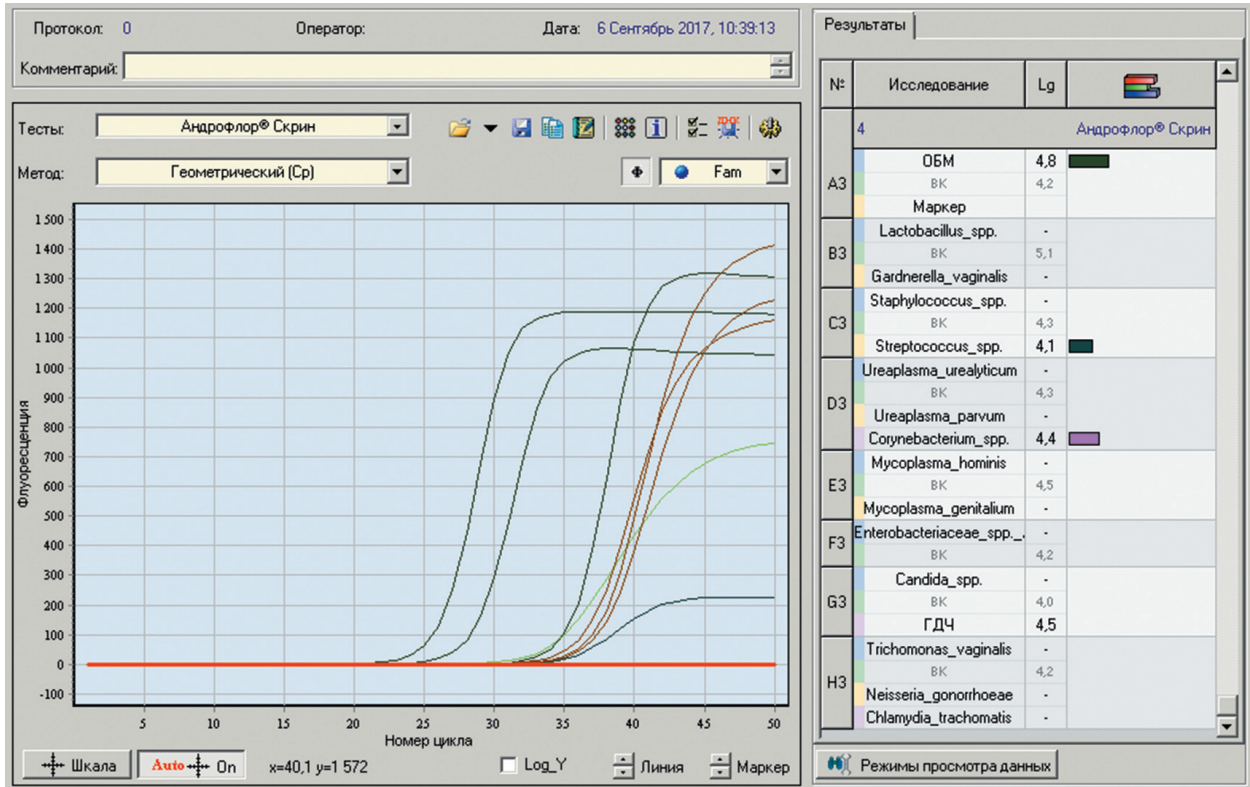 Протокол: 0 Оператор: Дата: 6 Сентябрь 2017, 10:39:13
Комментарий:
Тесты: Андрофлор® Скрин
Метод: Геометрический (Cp) Ф Fam
1 500
1 400
1 300
1 200
1 100
1 000
900
800
700
600
500
400
300
200
100
0
-100
Флуоресценция
5 10 15 20 25 30 35 40 45 50
Номер цикла
Шкала Auto On x=40,1 y=1 572 Log_Y Линия Маркер
Результаты
№ Исследование Lg
4 Андрофлор® Скрин
A3
ОБМ 4,8
ВК 4,2
Маркер
B3
Lactobacillus_spp. -
ВК 5,1
Gardnerella_vaginalis -
C3
Staphylococcus_spp. -
ВК 4,3
Streptococcus_spp. 4,1
D3
Ureaplasma_urealyticum -
ВК 4,3
Ureaplasma_parvum -
Corynebacterium_spp. 4,4
E3
Mycoplasma_hominis -
ВК 4,5
Mycoplasma_genitalium -
F3
Enterobacteriaceae_spp._. -
ВК 4,2
G3
Candida_spp. -
ВК 4,0
ГДЧ 4,5
H3
Trichomonas_vaginalis -
ВК 4,2
Neisseria_gonorrhoeae -
Chlamydia_trachomatis -
Режимы просмотра данных